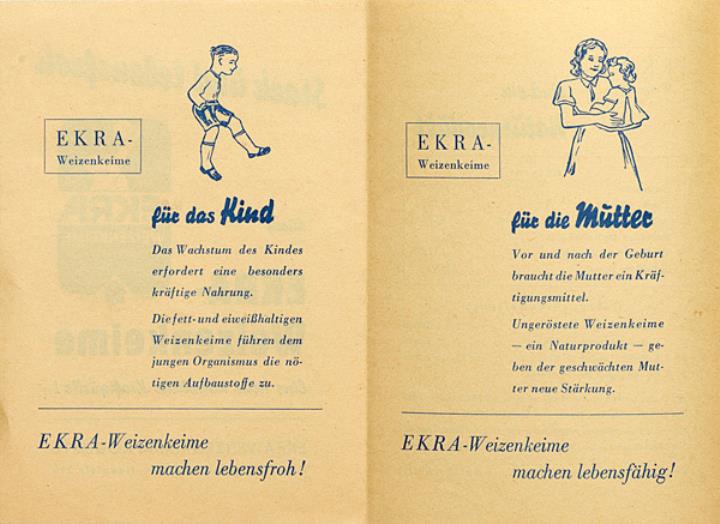 EKRA-
Weizenkeime
für das Kind
Das Wachstum des Kindes
erfordert eine besonders
kräftige Nahrung.
Die fett- und eiweißhaltigen
Weizenkeime führen dem
jungen Organismus die nö-
tigen Aufbaustoffe zu.
EKRA-Weizenkeime
machen lebensfroh!
EKRA-
Weizenkeime
für die Mutter
Vor und nach der Geburt
braucht die Mutter ein Kräf-
tigungsmittel.
Ungeröstete Weizenkeime
— ein Naturprodukt — ge-
ben der geschwächten Mut-
ter neue Stärkung.
EKRA-Weizenkeime
machen lebensfähig!